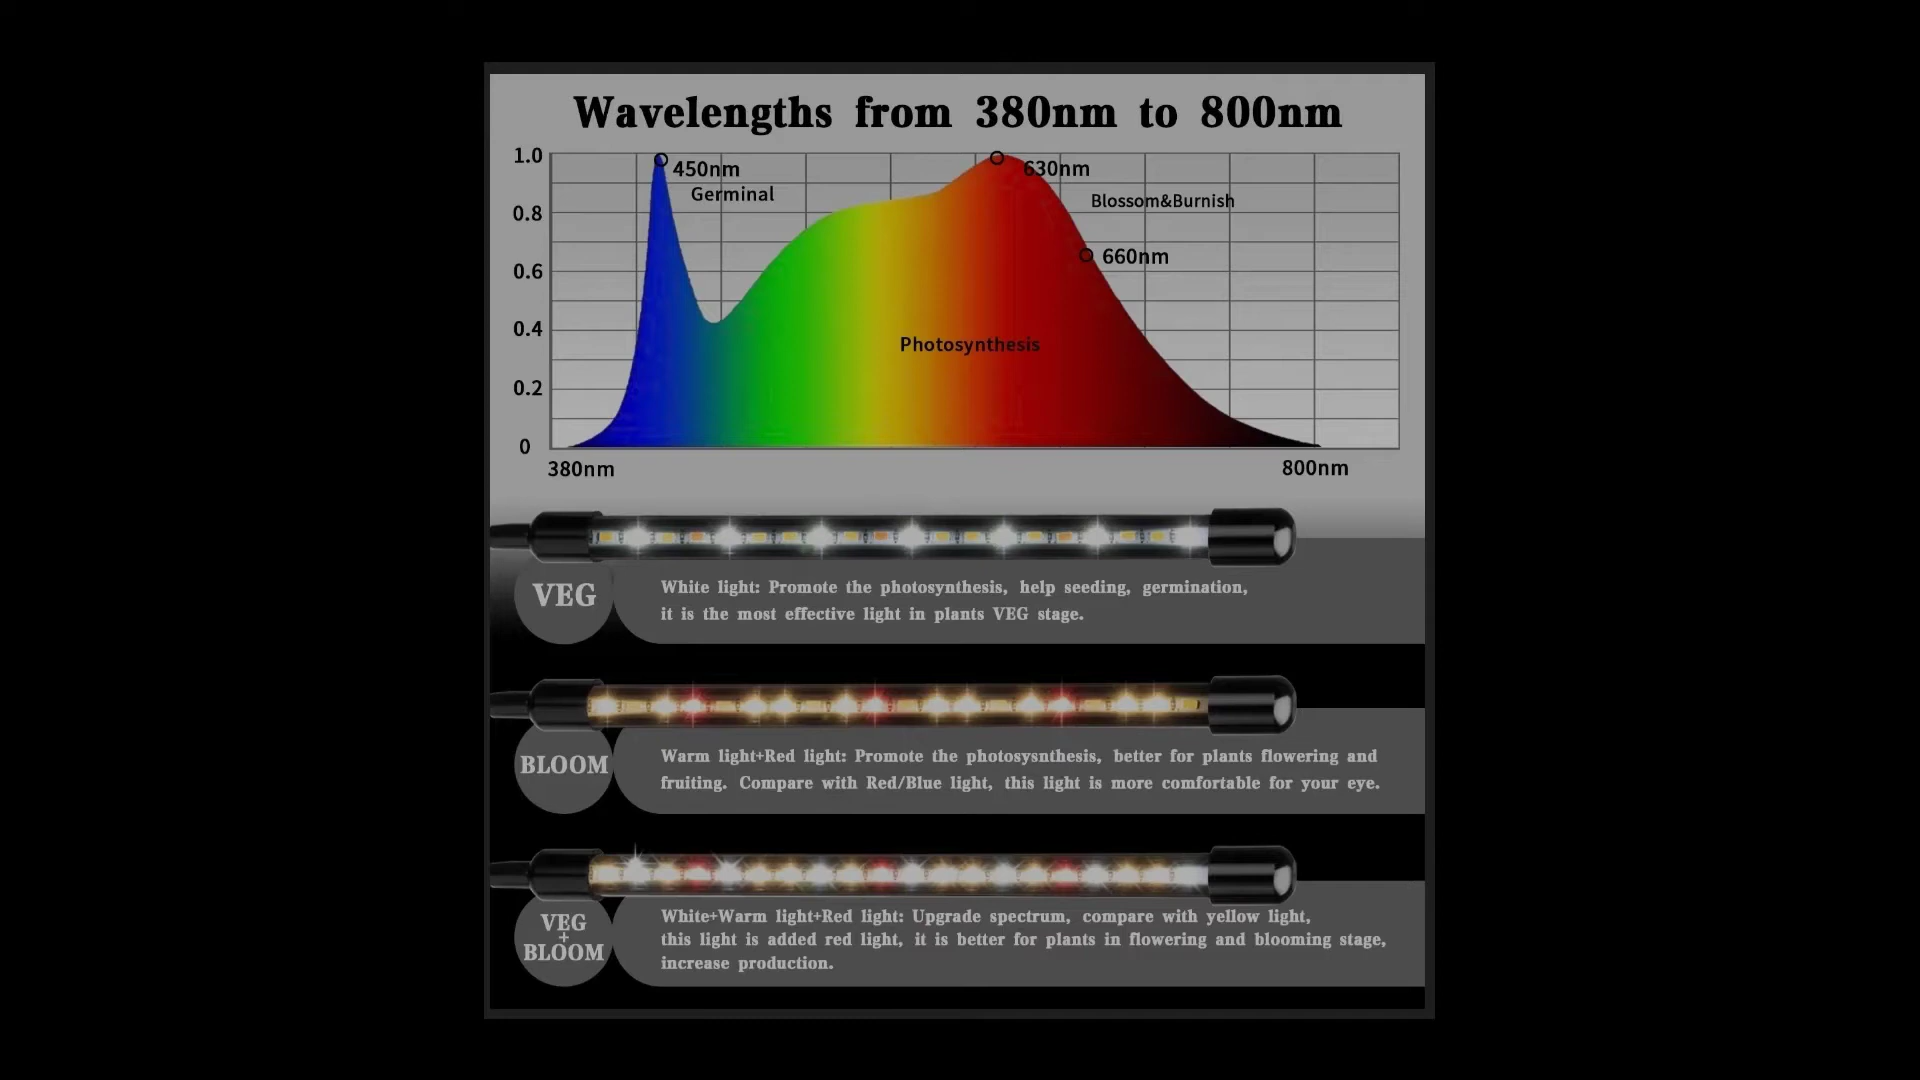 Wavelengths from 380nm to 800nm
1.0
450nm
630nm
Germinal
Blossom&Burnish
0.8
660nm
0.6
0.4
Photosynthesis
0.2
0
380nm
800nm
VEG
White light: Promote the photosynthesis, help seeding, germination,
it is the most effective light in plants VEG stage.
BLOOM
Warm light+Red light: Promote the photosysnthesis, better for plants flowering and
fruiting. Compare with Red/Blue light, this light is more comfortable for your eye.
VEG
+
BLOOM
White+Warm light+Red light: Upgrade spectrum, compare with yellow light,
this light is added red light, it is better for plants in flowering and blooming stage,
increase production.